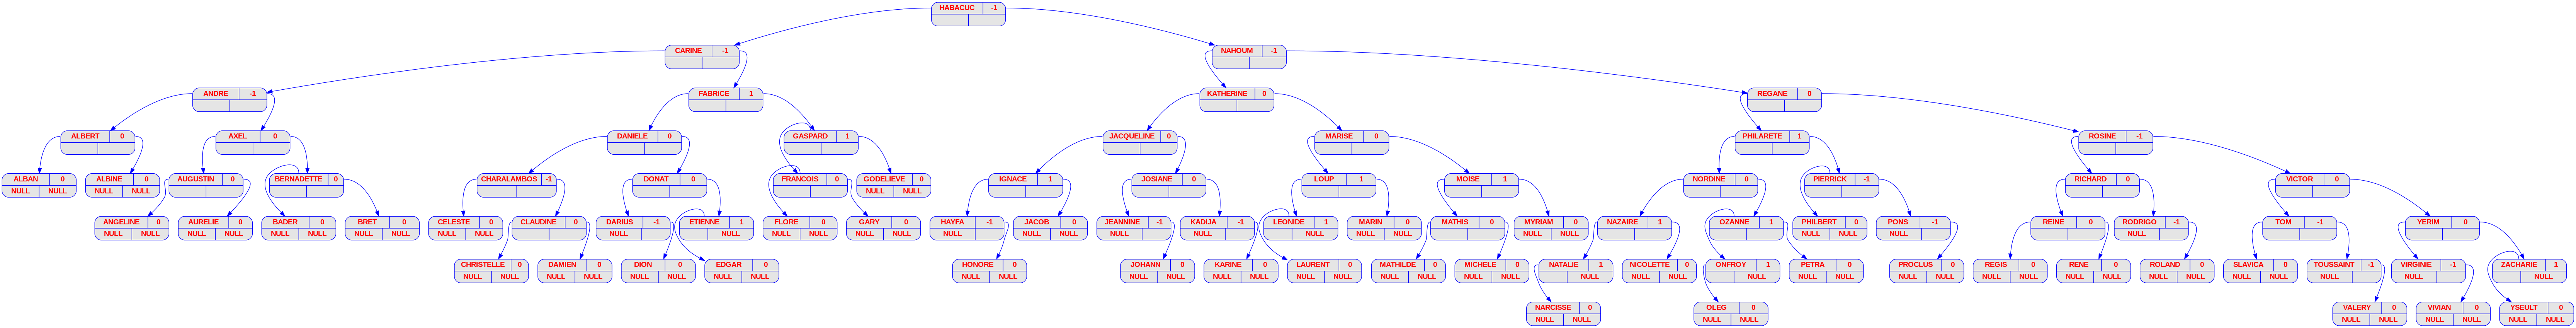 HABACUC -1
CARINE -1
NAHOUM -1
ANDRE -1
FABRICE 1
KATHERINE 0
REGANE 0
ALBERT 0
AXEL 0
DANIELE 0
GASPARD 1
JACQUELINE 0
MARISE 0
PHILARETE 1
ROSINE -1
ALBAN 0
NULL NULL
ALBINE 0
NULL NULL
AUGUSTIN 0
BERNADETTE 0
CHARALAMBOS -1
DONAT 0
FRANCOIS 0
GODELIEVE 0
NULL NULL
IGNACE 1
JOSIANE 0
LOUP 1
MOISE 1
NORDINE 0
PIERRICK -1
RICHARD 0
VICTOR 0
ANGELINE 0
NULL NULL
AURELIE 0
NULL NULL
BADER 0
NULL NULL
BRET 0
NULL NULL
CELESTE 0
NULL NULL
CLAUDINE 0
DARIUS -1
NULL
ETIENNE 1
NULL
FLORE 0
NULL NULL
GARY 0
NULL NULL
HAYFA -1
NULL
JACOB 0
NULL NULL
JEANNINE -1
NULL
KADIJA -1
NULL
LEONIDE 1
NULL
MARIN 0
NULL NULL
MATHIS 0
MYRIAM 0
NULL NULL
NAZAIRE 1
OZANNE 1
PHILBERT 0
NULL NULL
PONS -1
NULL
REINE 0
RODRIGO -1
NULL
TOM -1
YERIM 0
CHRISTELLE 0
NULL NULL
DAMIEN 0
NULL NULL
DION 0
NULL NULL
EDGAR 0
NULL NULL
HONORE 0
NULL NULL
JOHANN 0
NULL NULL
KARINE 0
NULL NULL
LAURENT 0
NULL NULL
MATHILDE 0
NULL NULL
MICHELE 0
NULL NULL
NATALIE 1
NULL
NICOLETTE 0
NULL NULL
ONFROY 1
NULL
PETRA 0
NULL NULL
PROCLUS 0
NULL NULL
REGIS 0
NULL NULL
RENE 0
NULL NULL
ROLAND 0
NULL NULL
SLAVICA 0
NULL NULL
TOUSSAINT -1
NULL
VIRGINIE -1
NULL
ZACHARIE 1
NULL
NARCISSE 0
NULL NULL
OLEG 0
NULL NULL
VALERY 0
NULL NULL
VIVIAN 0
NULL NULL
YSEULT 0
NULL NULL